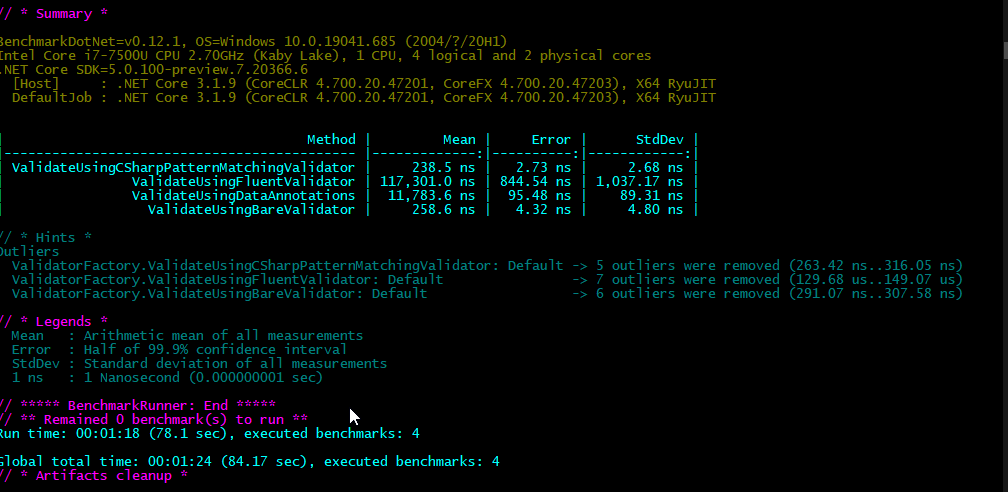 // * Summary *
BenchmarkDotNet=v0.12.1, OS=Windows 10.0.19041.685 (2004/?/20H1)
Intel Core i7-7500U CPU 2.70GHz (Kaby Lake), 1 CPU, 4 logical and 2 physical cores
.NET Core SDK=5.0.100-preview.7.20366.6
  [Host]     : .NET Core 3.1.9 (CoreCLR 4.700.20.47201, CoreFX 4.700.20.47203), X64 RyuJIT
  DefaultJob : .NET Core 3.1.9 (CoreCLR 4.700.20.47201, CoreFX 4.700.20.47203), X64 RyuJIT
|                                      Method |         Mean |     Error |      StdDev |
|-------------------------------------------- |-------------:|----------:|------------:|
| ValidateUsingCSharpPatternMatchingValidator |     238.5 ns |   2.73 ns |     2.68 ns |
|                ValidateUsingFluentValidator | 117,301.0 ns | 844.54 ns | 1,037.17 ns |
|                ValidateUsingDataAnnotations |  11,783.6 ns |  95.48 ns |    89.31 ns |
|                  ValidateUsingBareValidator |     258.6 ns |   4.32 ns |     4.80 ns |
// * Hints *
Outliers
  ValidatorFactory.ValidateUsingCSharpPatternMatchingValidator: Default -> 5 outliers were removed (263.42 ns..316.05 ns)
  ValidatorFactory.ValidateUsingFluentValidator: Default                -> 7 outliers were removed (129.68 us..149.07 us)
  ValidatorFactory.ValidateUsingBareValidator: Default                  -> 6 outliers were removed (291.07 ns..307.58 ns)
// * Legends *
  Mean   : Arithmetic mean of all measurements
  Error  : Half of 99.9% confidence interval
  StdDev : Standard deviation of all measurements
  1 ns   : 1 Nanosecond (0.000000001 sec)
// ***** BenchmarkRunner: End *****
// ** Remained 0 benchmark(s) to run **
Run time: 00:01:18 (78.1 sec), executed benchmarks: 4
Global total time: 00:01:24 (84.17 sec), executed benchmarks: 4
// * Artifacts cleanup *